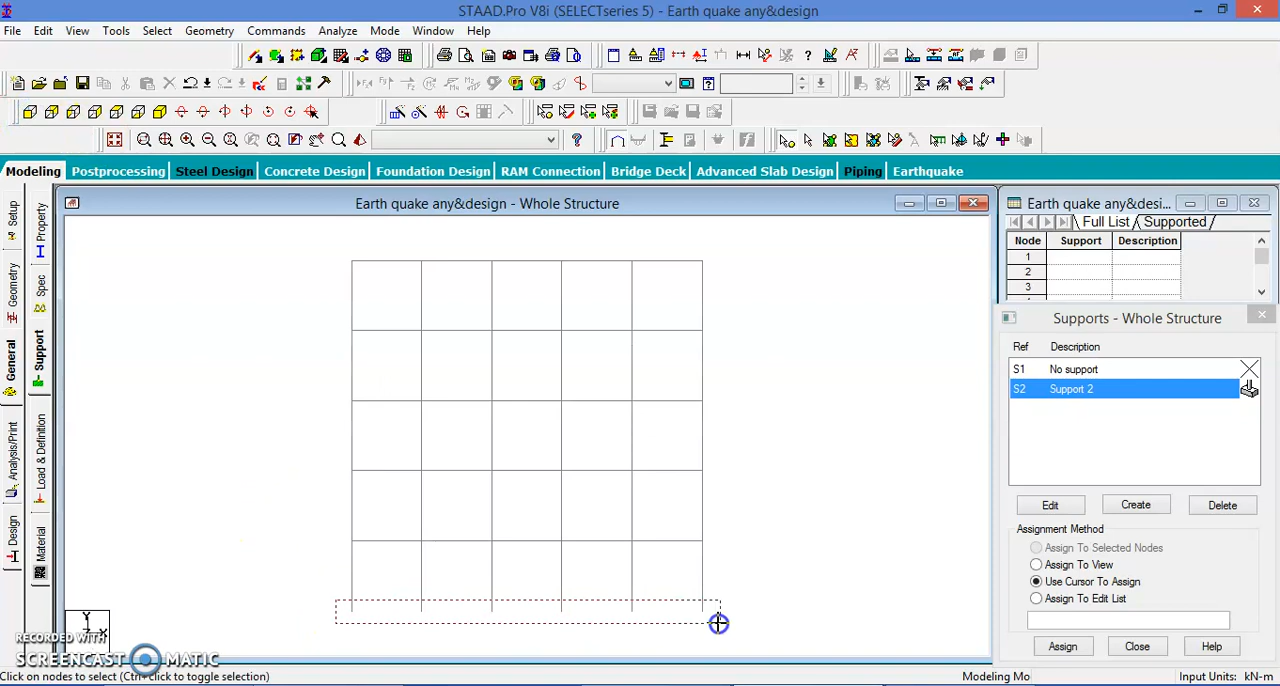 STAAD.Pro V8i (SELECTseries 5) - Earth quake any&design
File Edit View Tools Select Geometry Commands Analyze Mode Window Help
Modeling Postprocessing Steel Design Concrete Design Foundation Design RAM Connection Bridge Deck Advanced Slab Design Piping Earthquake
Setup
Geometry
General
Analysis/Print
Design
Property
Spec
Support
Load & Definition
Material
Earth quake any&design - Whole Structure
Y
X
Earth quake any&desi...
Full List Supported
Node Support Description
1
2
3
Supports - Whole Structure
Ref Description
S1 No support
S2 Support 2
Edit Create Delete
Assignment Method
Assign To Selected Nodes
Assign To View
Use Cursor To Assign
Assign To Edit List
Assign Close Help
RECORDED WITH
SCREENCAST MATIC
Click on nodes to select (Ctrl+click to toggle selection)
Modeling Mo
Input Units: kN-m